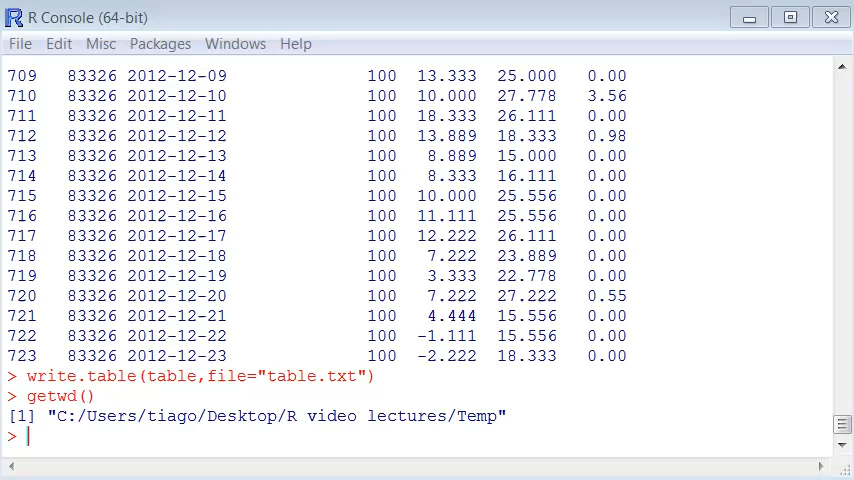 R Console (64-bit)
File Edit Misc Packages Windows Help
709 83326 2012-12-09 100 13.333 25.000 0.00
710 83326 2012-12-10 100 10.000 27.778 3.56
711 83326 2012-12-11 100 18.333 26.111 0.00
712 83326 2012-12-12 100 13.889 18.333 0.98
713 83326 2012-12-13 100 8.889 15.000 0.00
714 83326 2012-12-14 100 8.333 16.111 0.00
715 83326 2012-12-15 100 10.000 25.556 0.00
716 83326 2012-12-16 100 11.111 25.556 0.00
717 83326 2012-12-17 100 12.222 26.111 0.00
718 83326 2012-12-18 100 7.222 23.889 0.00
719 83326 2012-12-19 100 3.333 22.778 0.00
720 83326 2012-12-20 100 7.222 27.222 0.55
721 83326 2012-12-21 100 4.444 15.556 0.00
722 83326 2012-12-22 100 -1.111 15.556 0.00
723 83326 2012-12-23 100 -2.222 18.333 0.00
> write.table(table,file="table.txt")
> getwd()
[1] "C:/Users/tiago/Desktop/R video lectures/Temp"
>